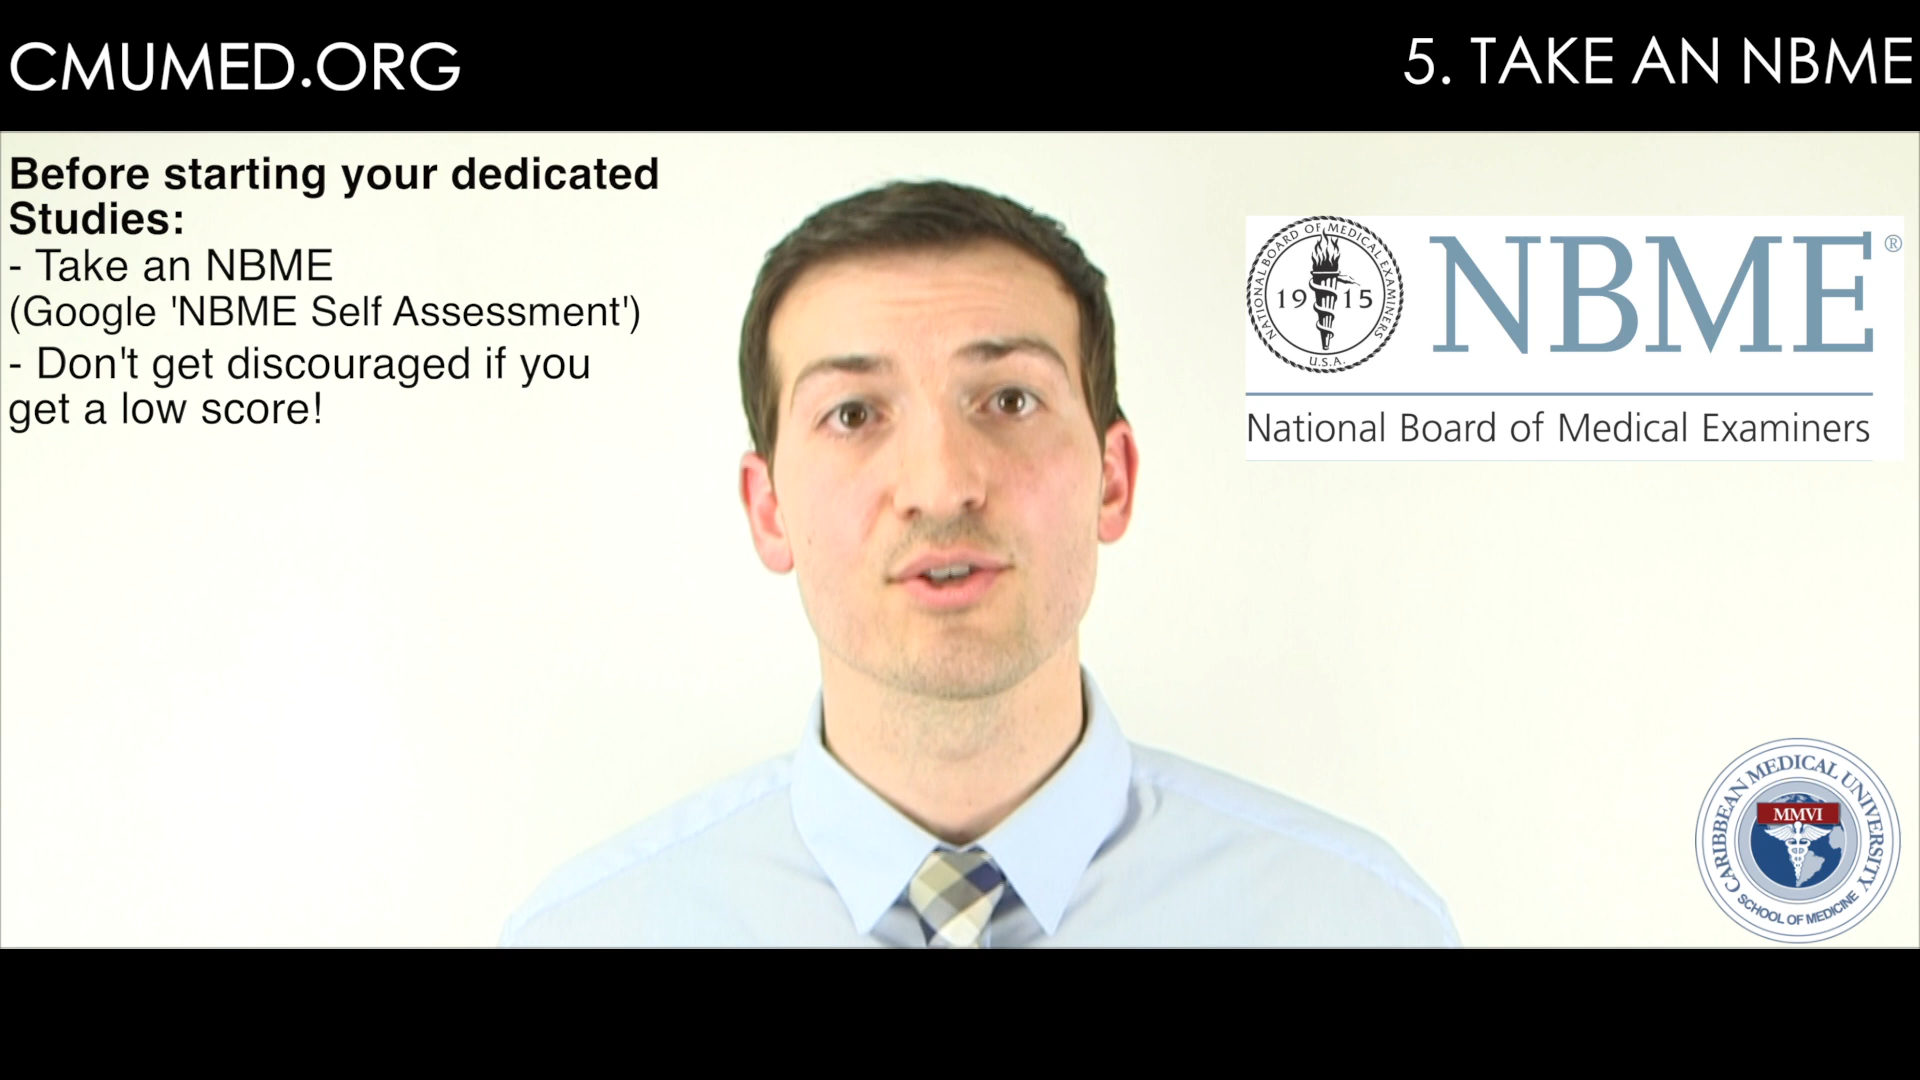 CMUMED.ORG
5. TAKE AN NBME
Before starting your dedicated
Studies:
- Take an NBME
(Google 'NBME Self Assessment')
- Don't get discouraged if you
get a low score!
NATIONAL BOARD OF MEDICAL EXAMINERS
1915
U.S.A.
NBME®
National Board of Medical Examiners
CARIBBEAN MEDICAL UNIVERSITY
MMVI
SCHOOL OF MEDICINE